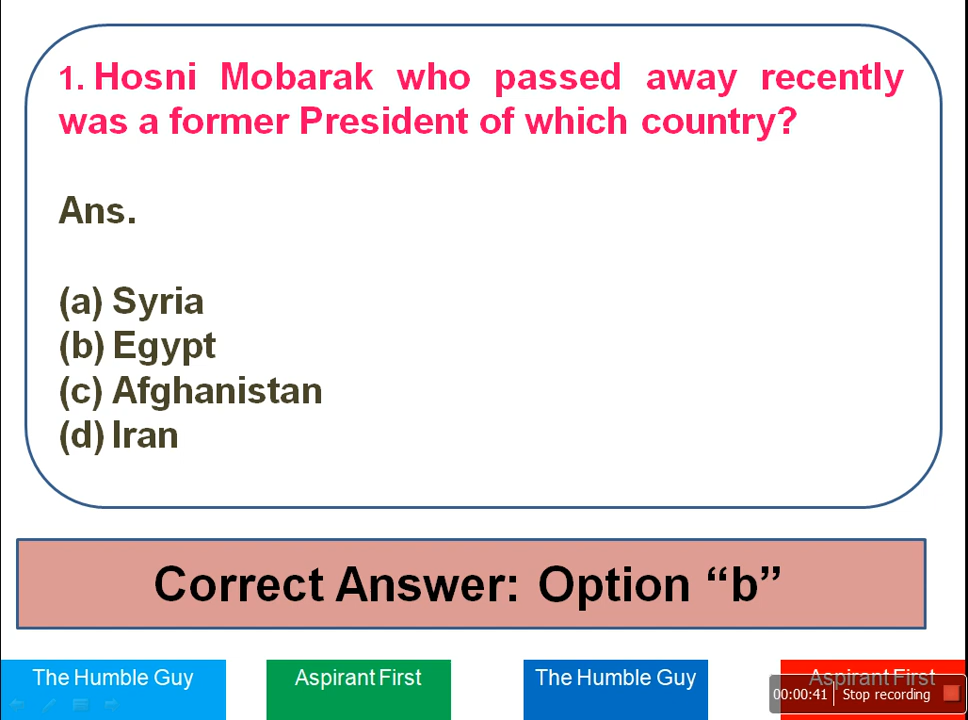 1. Hosni Mobarak who passed away recently
was a former President of which country?
Ans.
(a) Syria
(b) Egypt
(c) Afghanistan
(d) Iran
Correct Answer: Option “b”
The Humble Guy
Aspirant First
The Humble Guy
Aspirant First
00:00:41
Stop recording